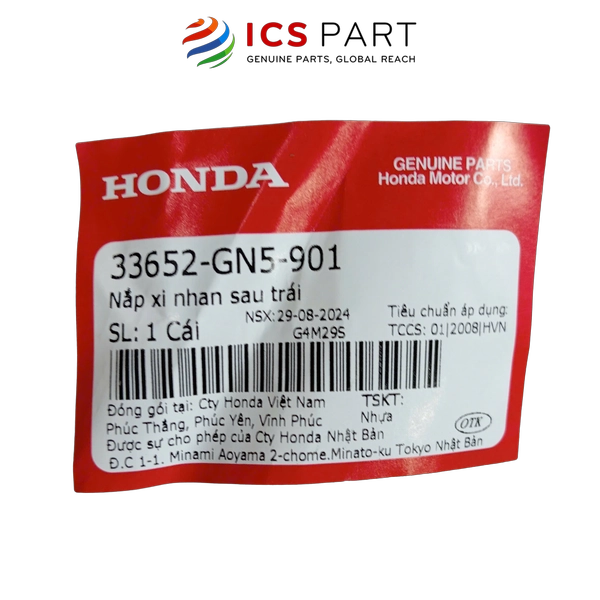 ICS PART
GENUINE PARTS, GLOBAL REACH
HONDA
GENUINE PARTS
Honda Motor Co., Ltd.
33652-GN5-901
Nắp xi nhan sau trái
NSX: 29-08-2024
Tiêu chuẩn áp dụng:
SL: 1 Cái
G4M29S
TCCS: 01|2008|HVN
Đóng gói tại: Cty Honda Việt Nam
TSKT:
Phúc Thắng, Phúc Yên, Vĩnh Phúc
Nhựa
OTK
Được sự cho phép của Cty Honda Nhật Bản
Đ.C 1-1. Minami Aoyama 2-chome.Minato-ku Tokyo Nhật Bản